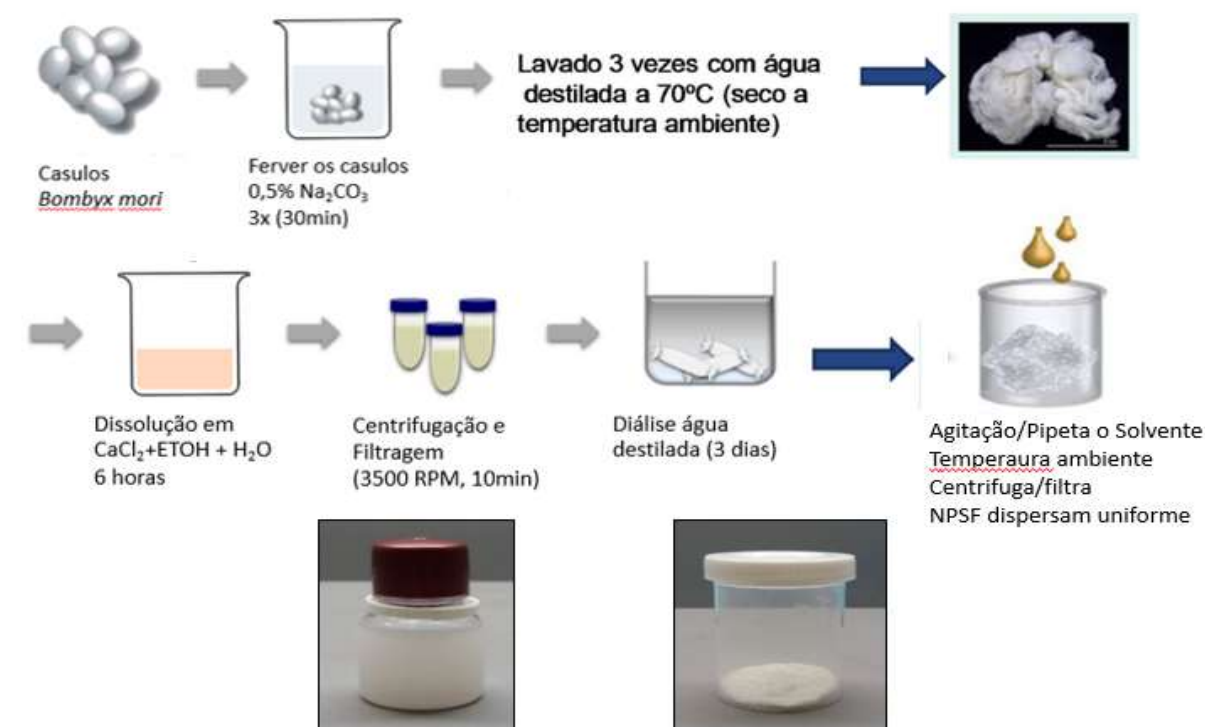 Casulos
Bombyx mori
Ferver os casulos
0,5% Na₂CO₃
3x (30min)
Lavado 3 vezes com água
destilada a 70ºC (seco a
temperatura ambiente)
Dissolução em
CaCl₂+ETOH + H₂O
6 horas
Centrifugação e
Filtragem
(3500 RPM, 10min)
Diálise água
destilada (3 dias)
Agitação/Pipeta o Solvente
Temperaura ambiente
Centrifuga/filtra
NPSF dispersam uniforme